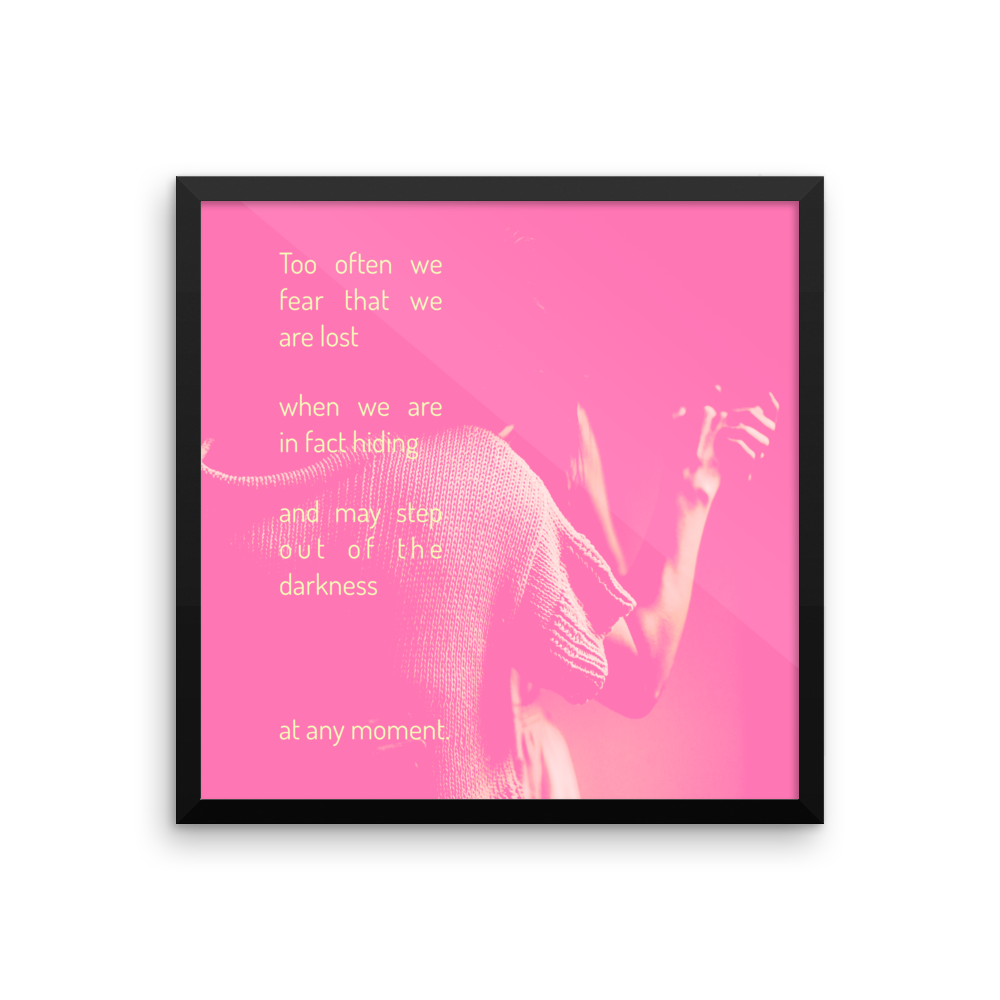 Too often we
fear that we
are lost
when we are
in fact hiding
and may step
out of the
darkness
at any moment.